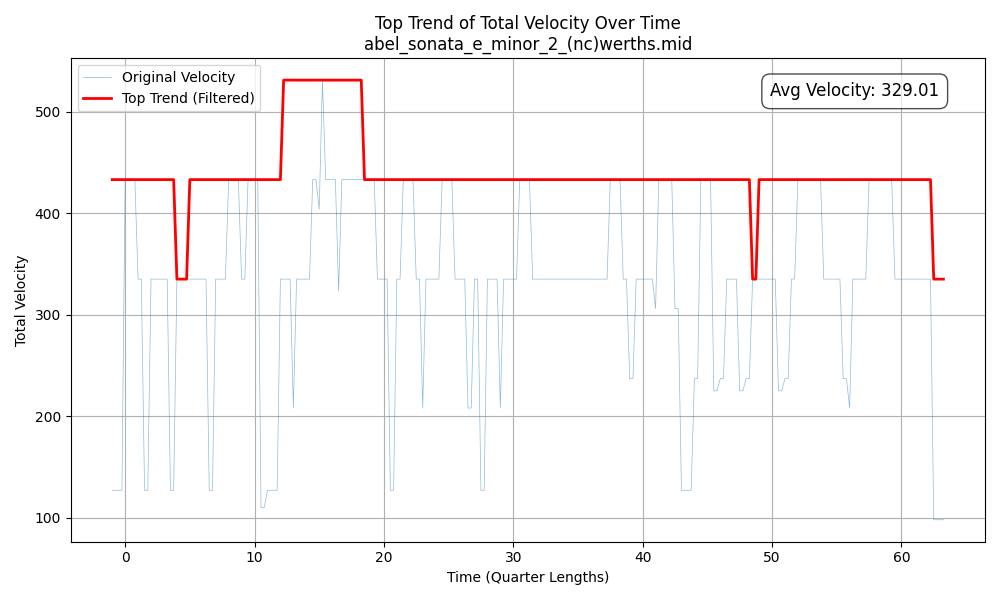 Top Trend of Total Velocity Over Time
abel_sonata_e_minor_2_(nc)werths.mid
Original Velocity
Top Trend (Filtered)
Avg Velocity: 329.01
Total Velocity
500
400
300
200
100
0 10 20 30 40 50 60
Time (Quarter Lengths)